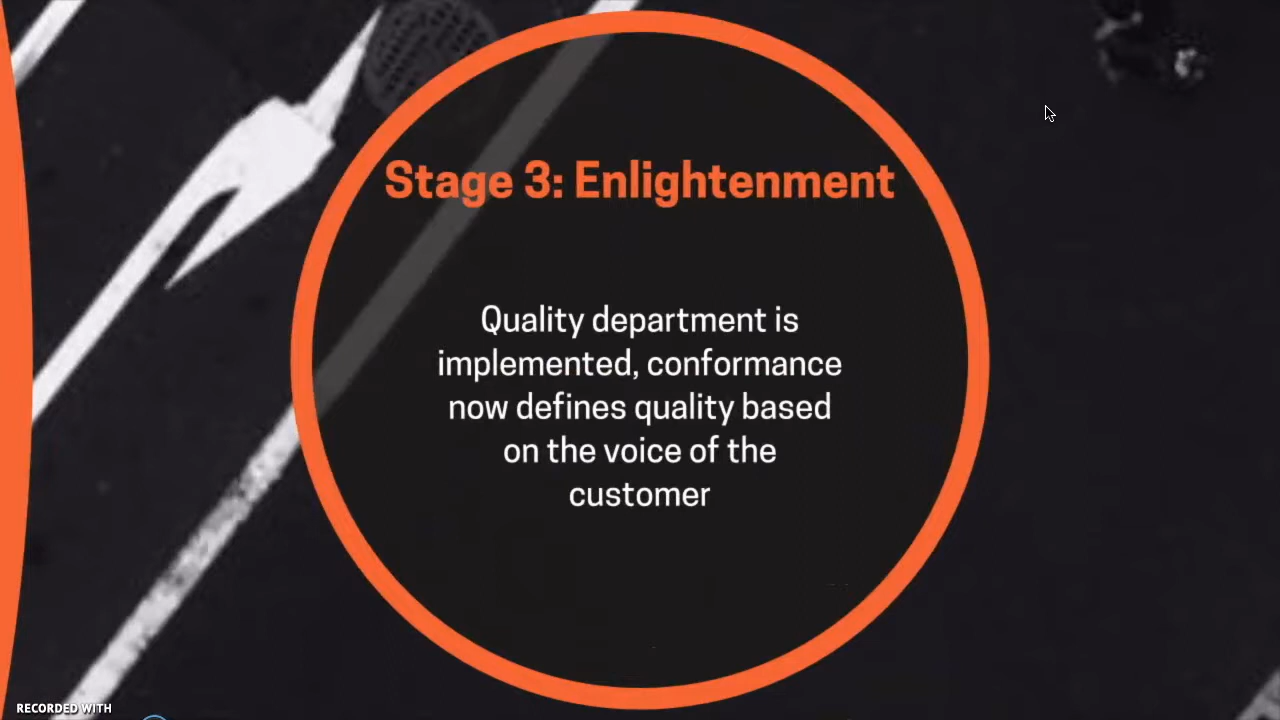 Stage 3: Enlightenment
Quality department is
implemented, conformance
now defines quality based
on the voice of the
customer
RECORDED WITH